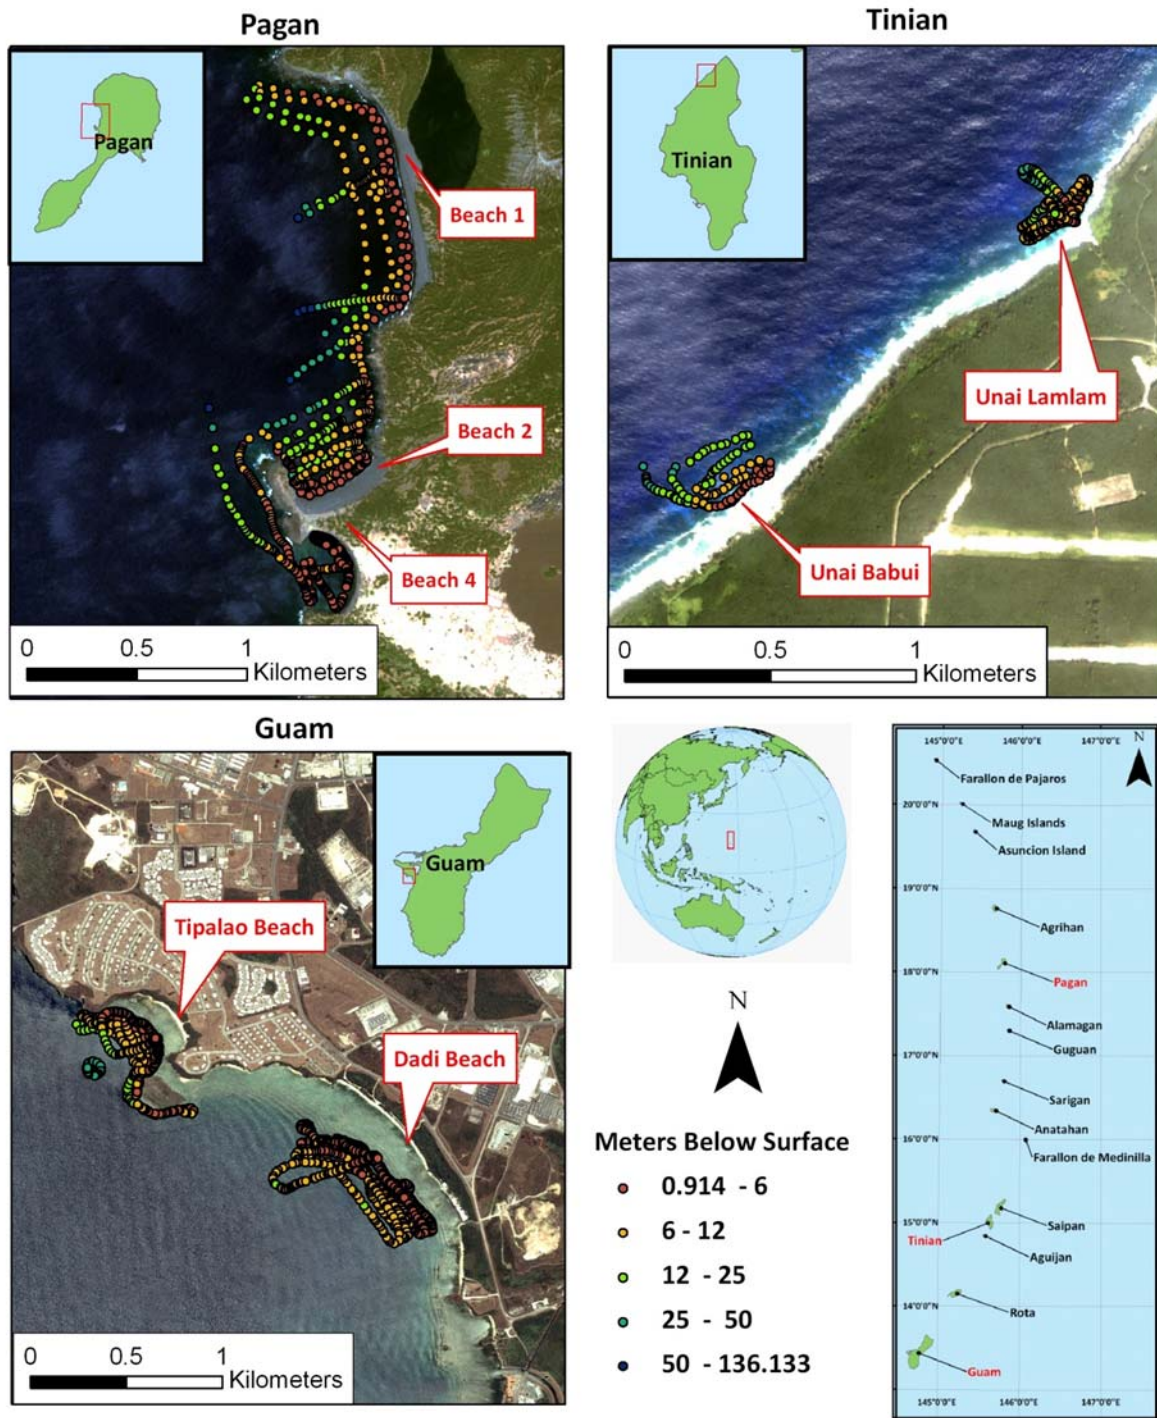 Pagan
Tinian
Pagan
Beach 1
Beach 2
Beach 4
0 0.5 1
Kilometers
Tinian
Unai Lamlam
Unai Babui
0 0.5 1
Kilometers
Guam
Guam
Tipalao Beach
Dadi Beach
0 0.5 1
Kilometers
N
Meters Below Surface
0.914 - 6
6 - 12
12 - 25
25 - 50
50 - 136.133
145°0'0"E 146°0'0"E 147°0'0"E
N
Farallon de Pajaros
20°0'0"N
Maug Islands
Asuncion Island
19°0'0"N
Agrihan
18°0'0"N
Pagan
Alamagan
Guguan
17°0'0"N
Sarigan
Anatahan
16°0'0"N
Farallon de Medinilla
15°0'0"N
Saipan
Tinian
Aguijan
14°0'0"N
Rota
Guam
145°0'0"E 146°0'0"E 147°0'0"E